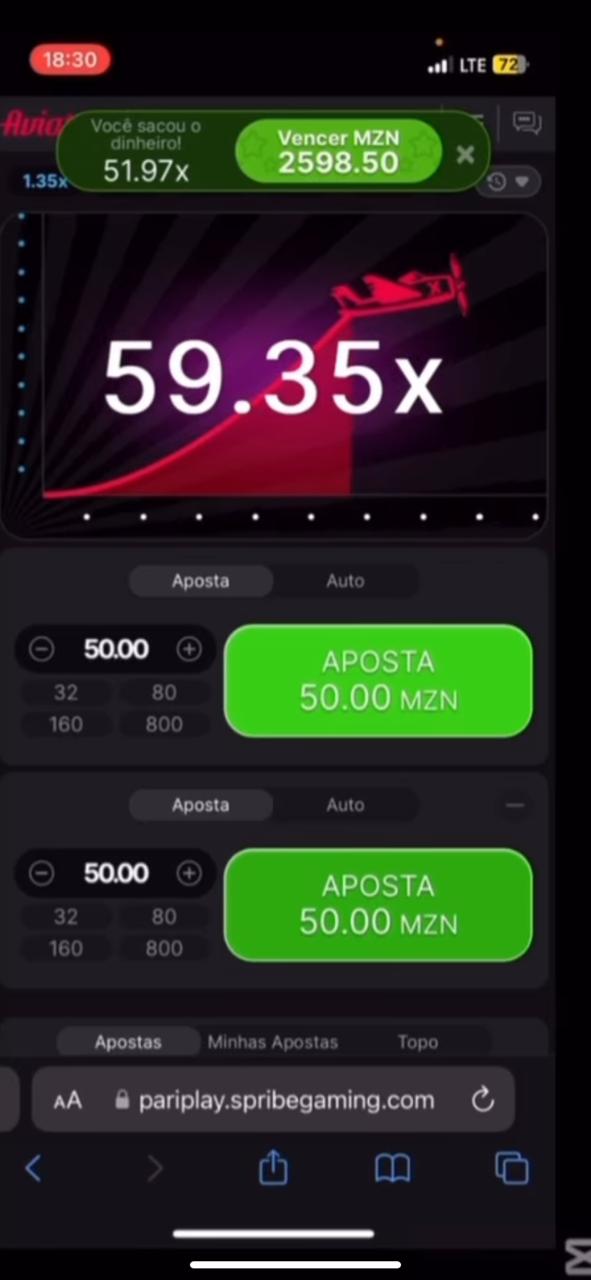 18:30
LTE 72
Você sacou o
dinheiro!
51.97x
Vencer MZN
2598.50
1.35x
59.35x
Aposta Auto
50.00
32 80
160 800
APOSTA
50.00 MZN
Aposta Auto
50.00
32 80
160 800
APOSTA
50.00 MZN
Apostas Minhas Apostas Topo
AA pariplay.spribegaming.com